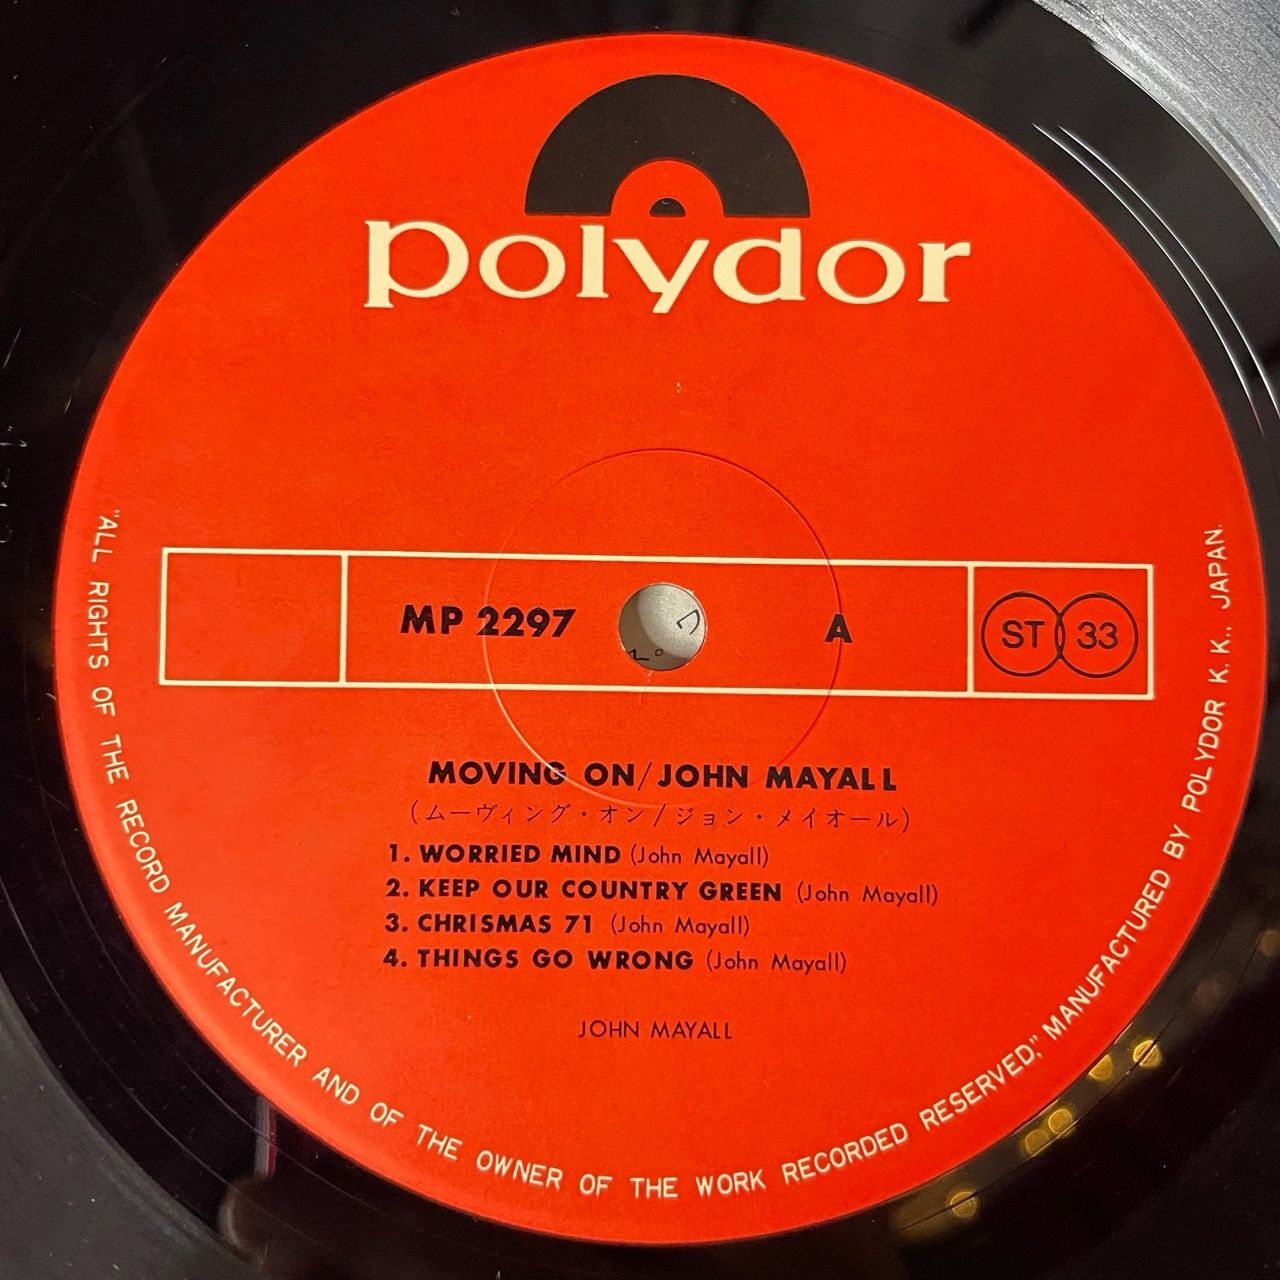 polydor
MP 2297
A
ST 33
MOVING ON/JOHN MAYALL
(ムーヴィング・オン/ジョン・メイオール)
1. WORRIED MIND (John Mayall)
2. KEEP OUR COUNTRY GREEN (John Mayall)
3. CHRISMAS 71 (John Mayall)
4. THINGS GO WRONG (John Mayall)
JOHN MAYALL
"ALL RIGHTS OF THE RECORD MANUFACTURER AND OF THE OWNER OF THE WORK RECORDED RESERVED," MANUFACTURED BY POLYDOR K. K., JAPAN.